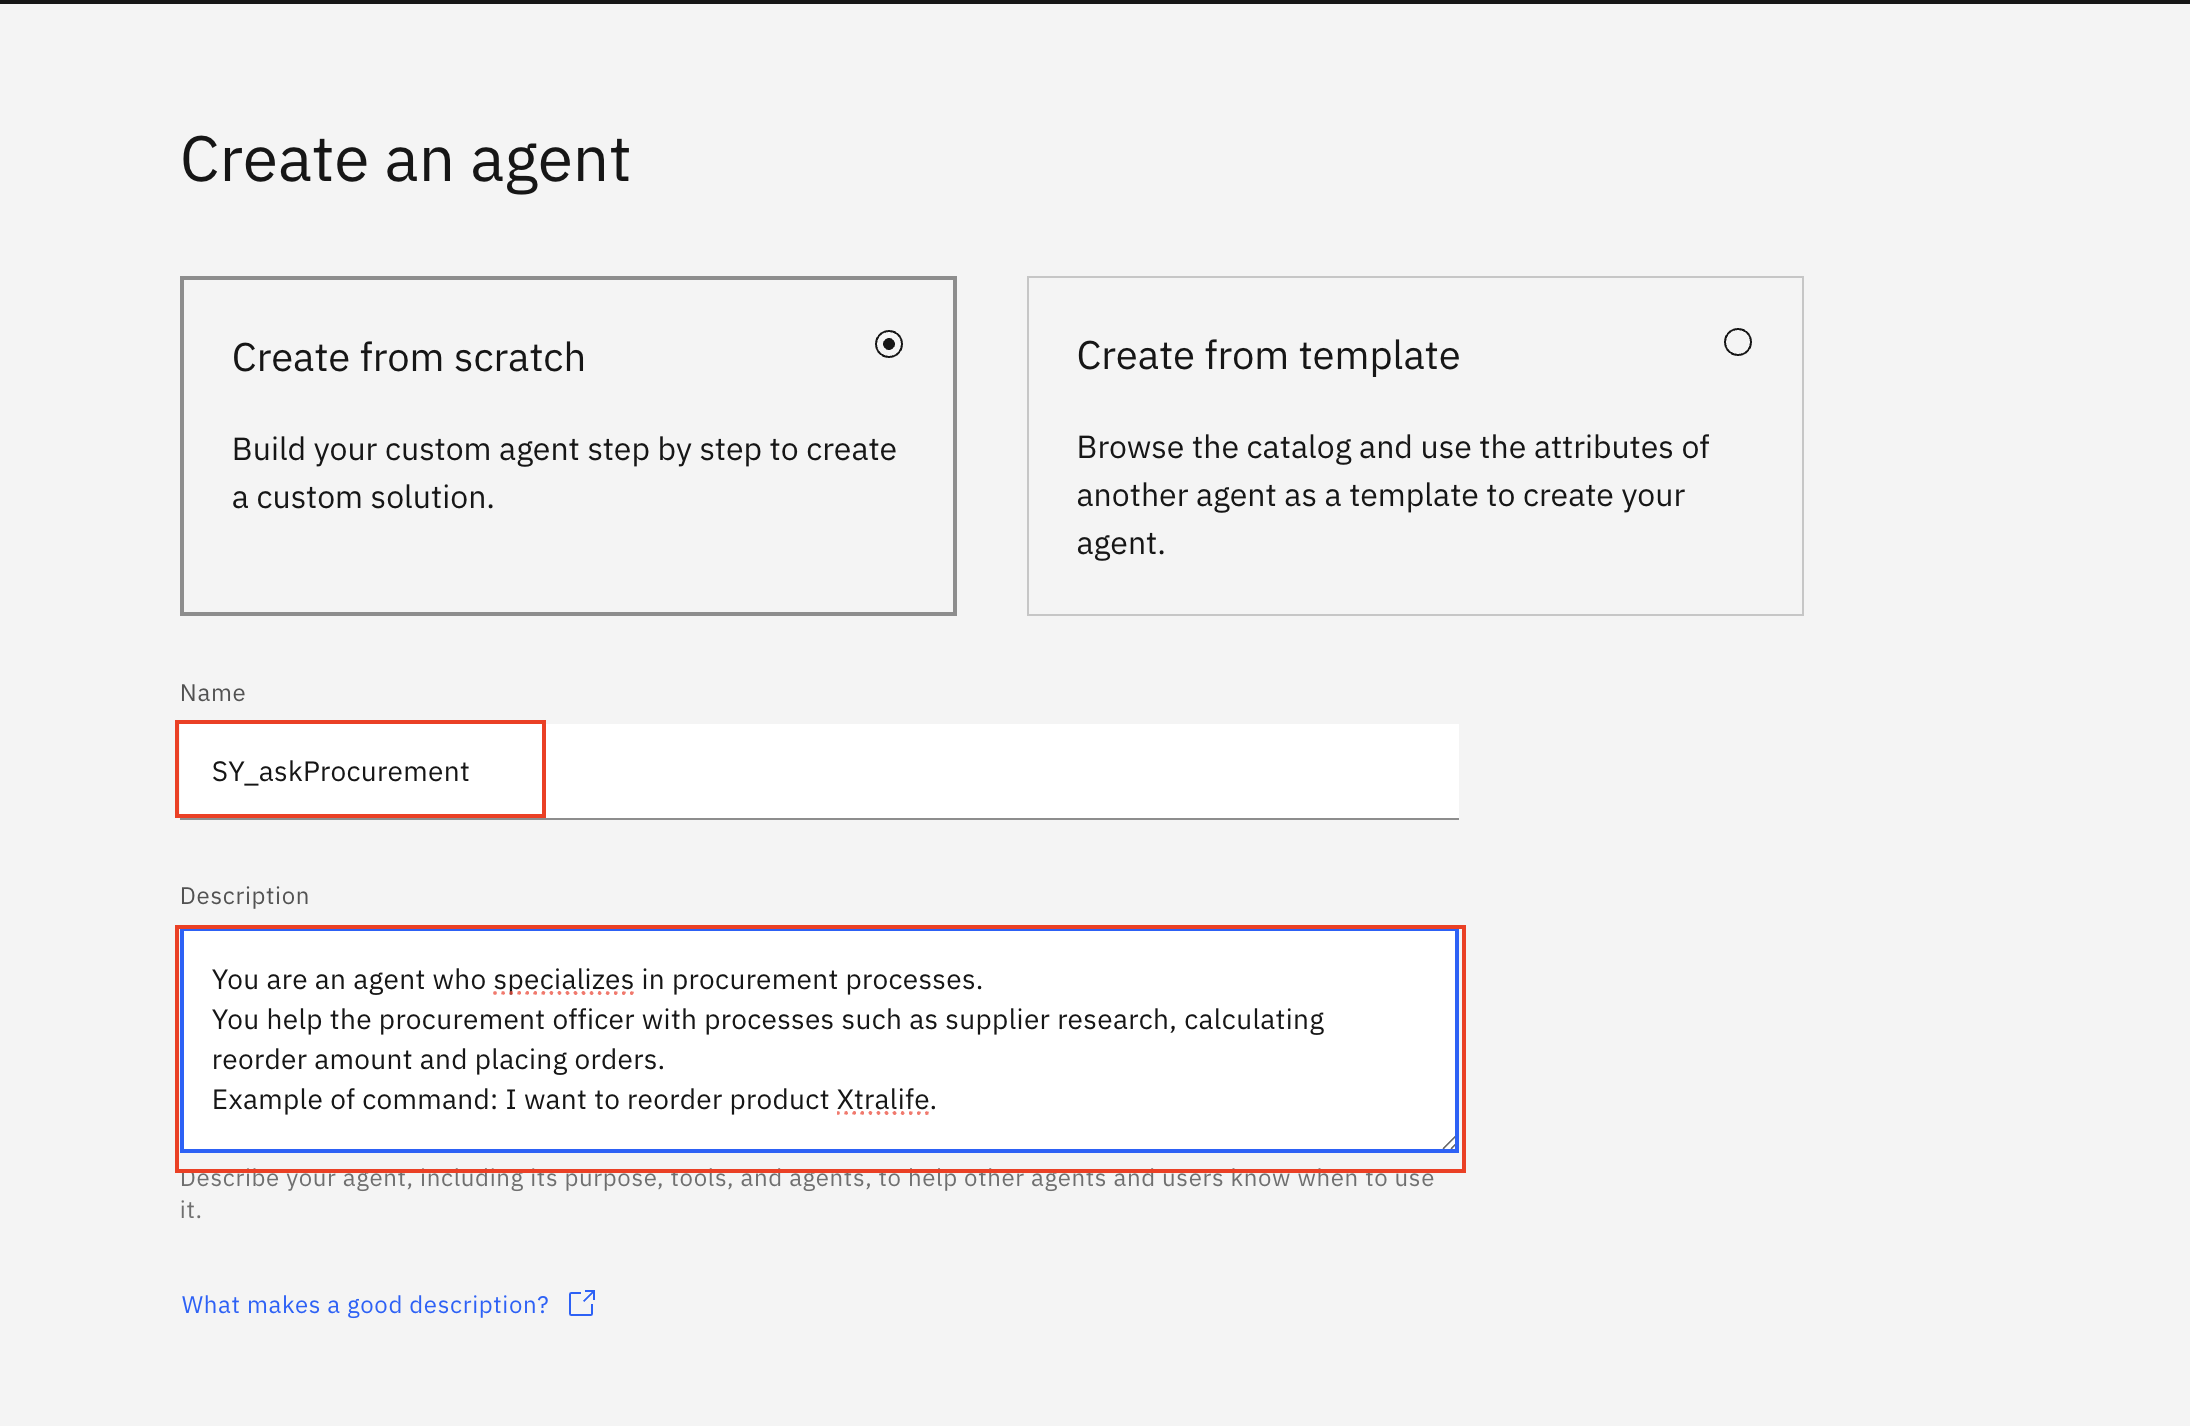 Create an agent
Create from scratch
Build your custom agent step by step to create
a custom solution.
Create from template
Browse the catalog and use the attributes of
another agent as a template to create your
agent.
Name
SY_askProcurement
Description
You are an agent who specializes in procurement processes.
You help the procurement officer with processes such as supplier research, calculating
reorder amount and placing orders.
Example of command: I want to reorder product Xtralife.
Describe your agent, including its purpose, tools, and agents, to help other agents and users know when to use
it.
What makes a good description?